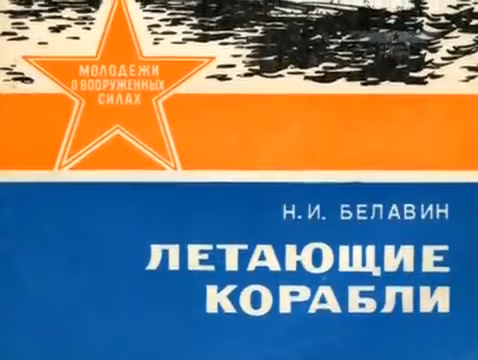 МОЛОДЕЖИ
О ВООРУЖЕННЫХ
СИЛАХ
Н. И. БЕЛАВИН
ЛЕТАЮЩИЕ
КОРАБЛИ